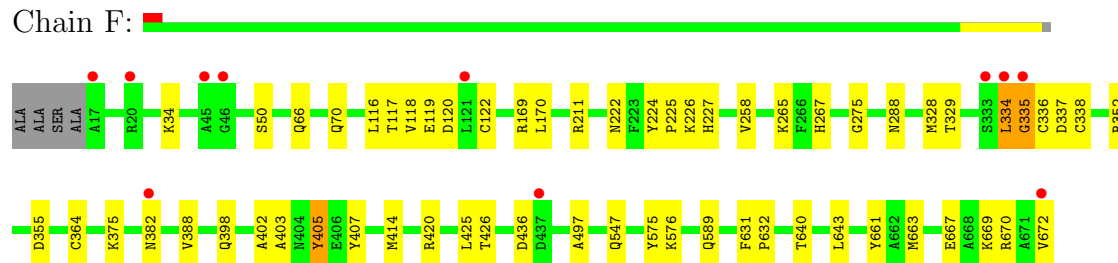 Chain F:
ALA ALA SER ALA A17 R20 K34 A45 G46 S50 Q66 Q70 L116 T117 V118 E119 D120 L121 C122 R169 L170 R211 N222 F223 Y224 P225 K226 H227 V258 K265 F266 H267 G275 N288 M328 T329 S333 L334 G335 C336 D337 C338
D355 C364 K375 N382 V388 Q398 A402 A403 N404 Y405 E406 Y407 M414 R420 L425 T426 D436 D437 A497 Q547 Y575 K576 Q589 F631 P632 T640 L643 Y661 A662 M663 E667 A668 K669 R670 A671 V672